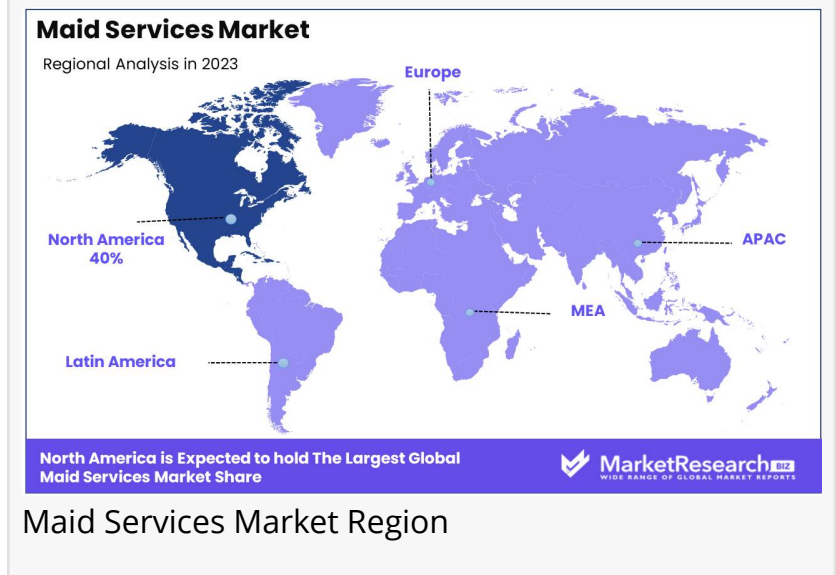 Maid Services Market
Regional Analysis in 2023
Europe
North America
40%
APAC
MEA
Latin America
North America is Expected to hold The Largest Global
Maid Services Market Share
MarketResearch BIZ
WIDE RANGE OF GLOBAL MARKET REPORTS
Maid Services Market Region